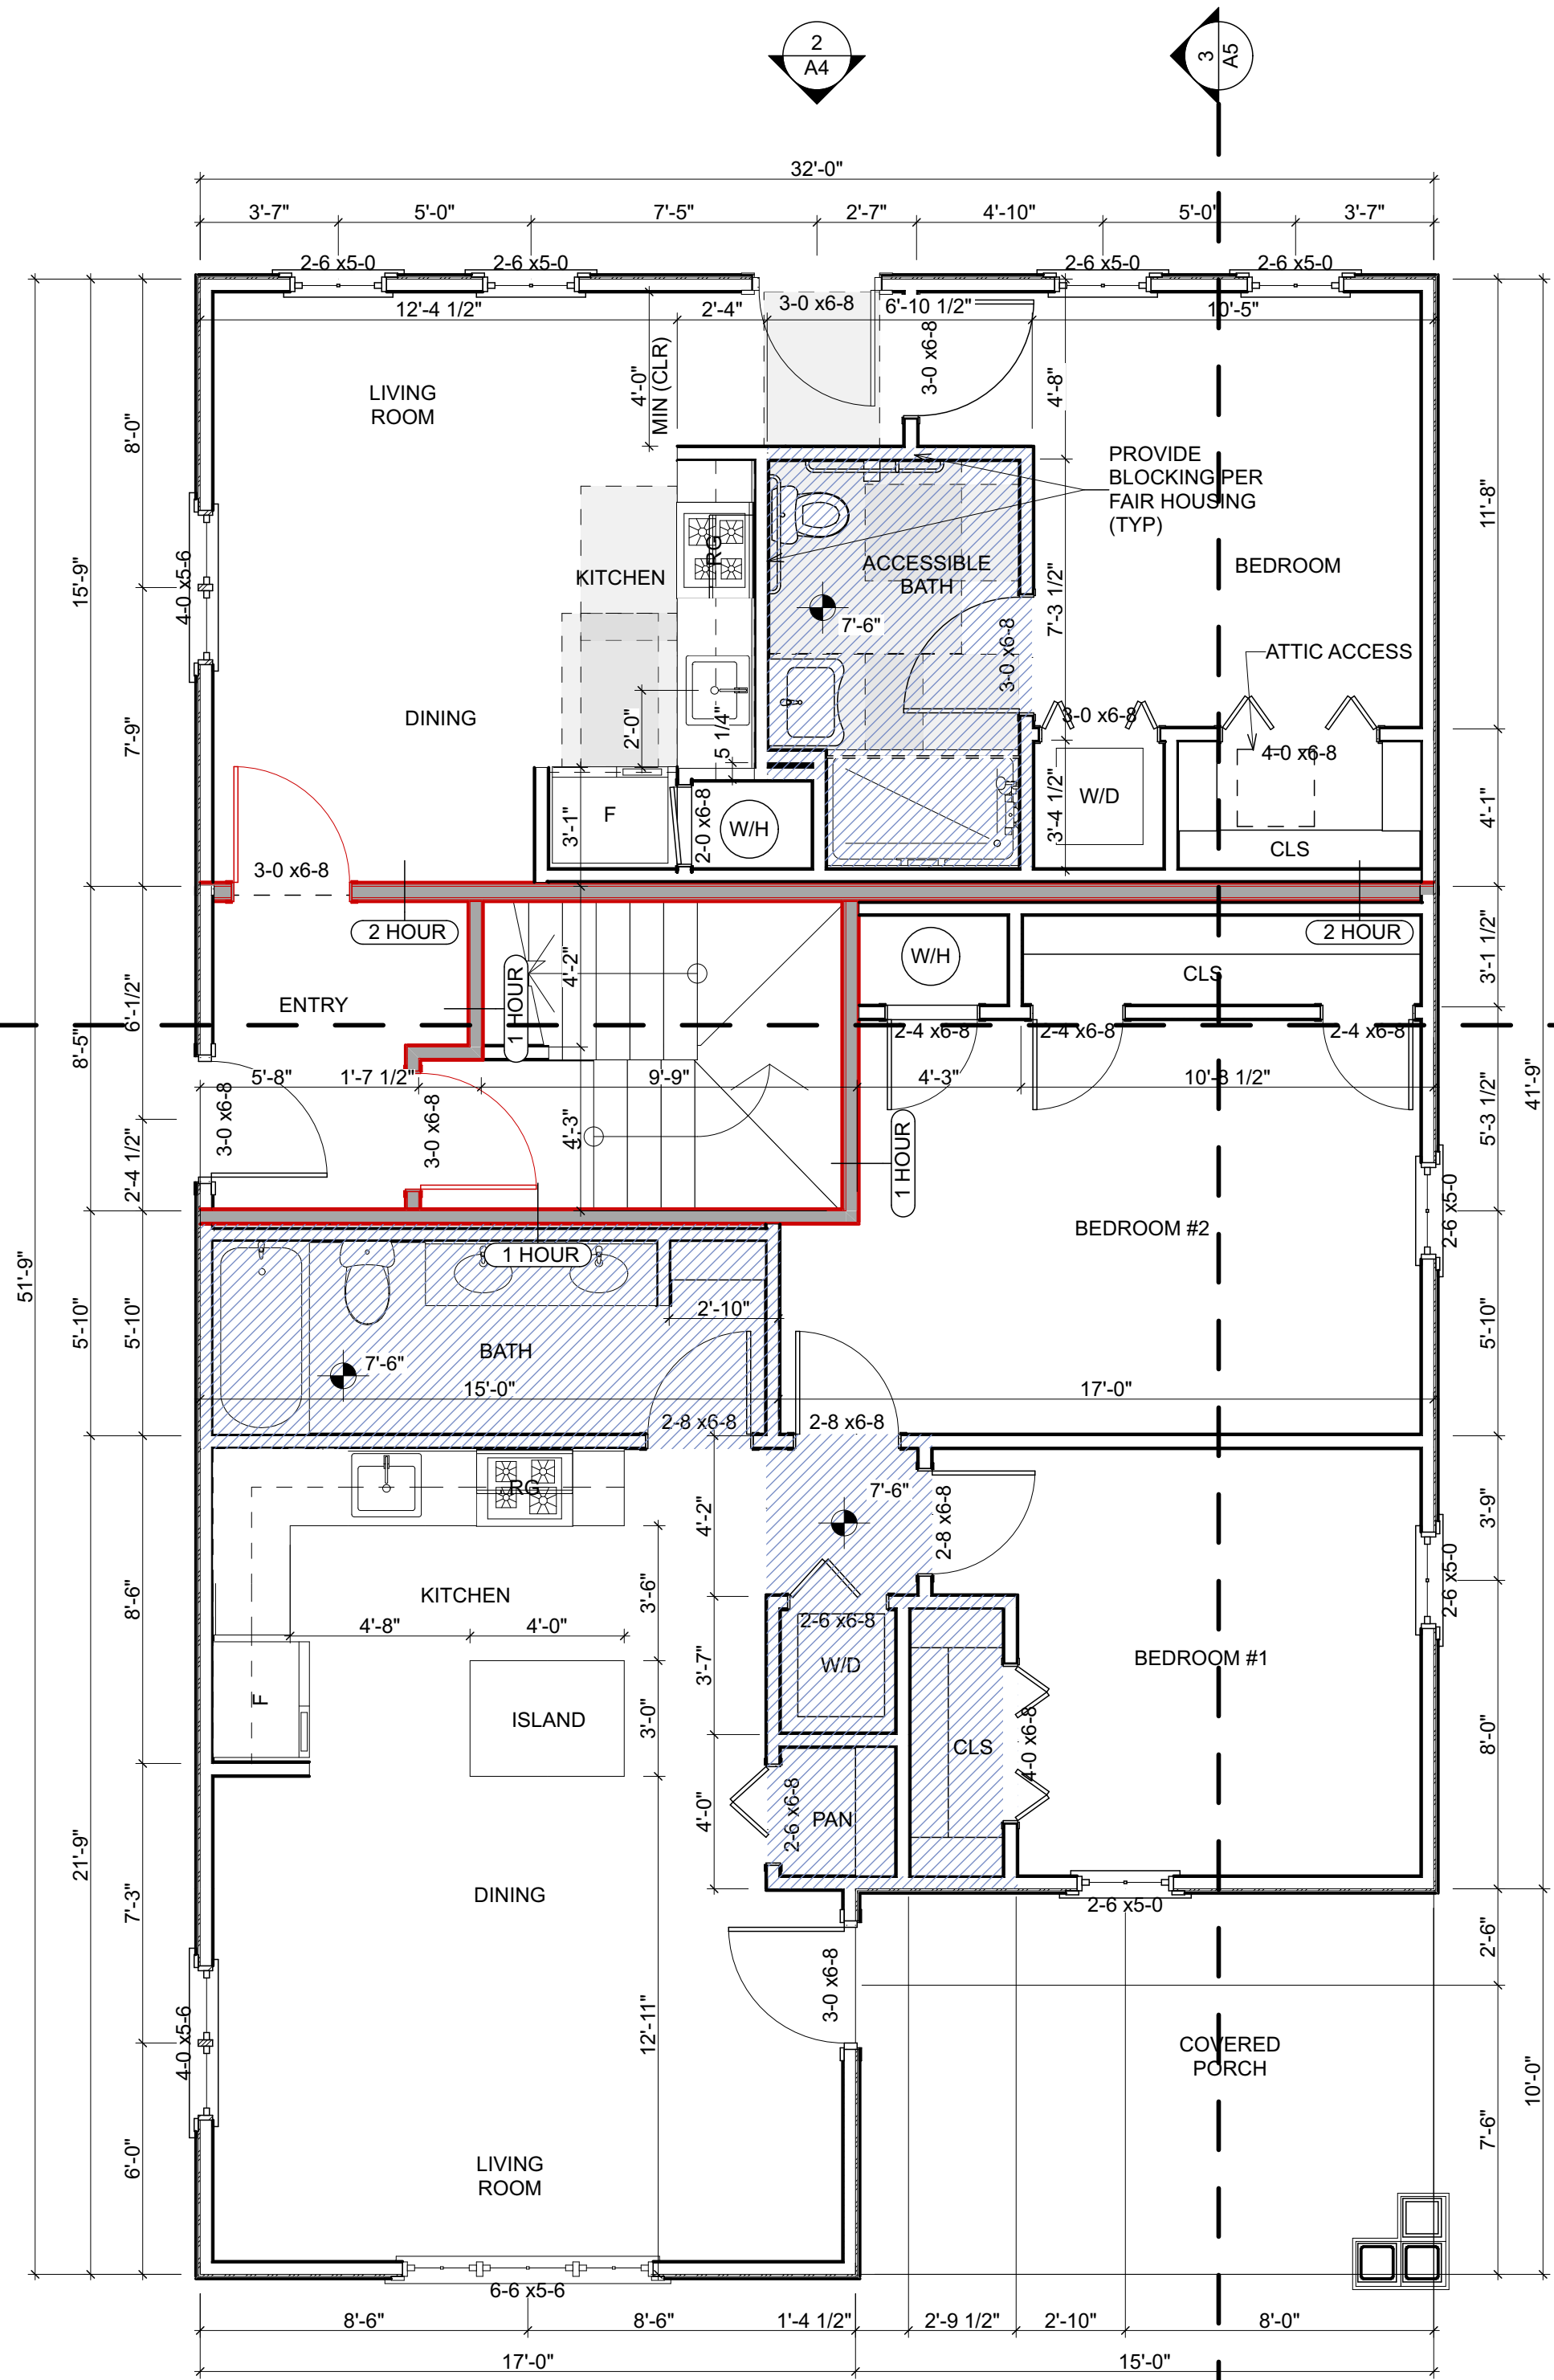 2
A4
3
A5
32'-0"
3'-7"
5'-0"
7'-5"
2'-7"
4'-10"
5'-0"
3'-7"
2-6 x5-0
2-6 x5-0
2-6 x5-0
2-6 x5-0
12'-4 1/2"
2'-4"
3-0 x6-8
6'-10 1/2"
10'-5"
3-0 x6-8
4'-0"
MIN (CLR)
4'-8"
LIVING
ROOM
8'-0"
PROVIDE
BLOCKING PER
FAIR HOUSING
(TYP)
11'-8"
15'-9"
4-0 x5-6
KITCHEN
RG
ACCESSIBLE
BATH
7'-6"
7'-3 1/2"
BEDROOM
3-0 x6-8
ATTIC ACCESS
DINING
7'-9"
2'-0"
5 1/4"
3-0 x6-8
4-0 x6-8
F
3'-1"
2-0 x6-8
W/H
3'-4 1/2"
W/D
CLS
4'-1"
3-0 x6-8
2 HOUR
2 HOUR
W/H
CLS
3'-1 1/2"
6'-1/2"
ENTRY
1 HOUR
4'-2"
8'-5"
2-4 x6-8
2-4 x6-8
2-4 x6-8
5'-8"
1'-7 1/2"
9'-9"
4'-3"
10'-8 1/2"
5'-3 1/2"
41'-9"
3-0 x6-8
3-0 x6-8
4'-3"
1 HOUR
2'-4 1/2"
2-6 x5-0
BEDROOM #2
1 HOUR
51'-9"
5'-10"
5'-10"
2'-10"
BATH
7'-6"
5'-10"
15'-0"
17'-0"
2-8 x6-8
2-8 x6-8
RG
4'-2"
7'-6"
2-8 x6-8
3'-9"
2-6 x5-0
8'-6"
KITCHEN
3'-6"
4'-8"
4'-0"
2-6 x6-8
W/D
3'-7"
BEDROOM #1
F
ISLAND
3'-0"
CLS
4-0 x6-8
8'-0"
21'-9"
4'-0"
2-6 x6-8
PAN
7'-3"
DINING
2-6 x5-0
2'-6"
3-0 x6-8
4-0 x5-6
12'-11"
COVERED
PORCH
10'-0"
6'-0"
LIVING
ROOM
7'-6"
6-6 x5-6
8'-6"
8'-6"
1'-4 1/2"
2'-9 1/2"
2'-10"
8'-0"
17'-0"
15'-0"